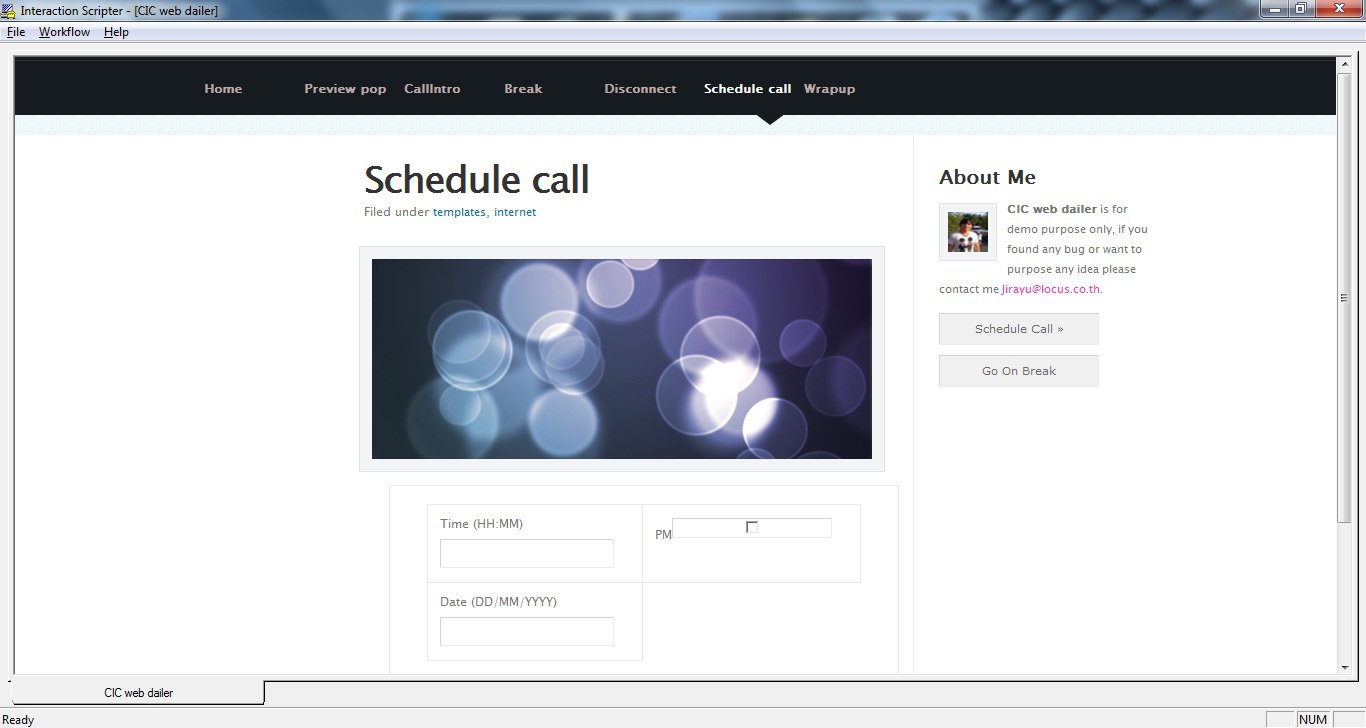 Interaction Scripter - [CIC web dailer]
File Workflow Help
Home Preview pop CallIntro Break Disconnect Schedule call Wrapup
Schedule call
Filed under templates, internet
About Me
CIC web dailer is for
demo purpose only, if you
found any bug or want to
purpose any idea please
contact me Jirayu@locus.co.th.
Schedule Call »
Go On Break
Time (HH:MM)
PM
Date (DD/MM/YYYY)
CIC web dailer
Ready
NUM